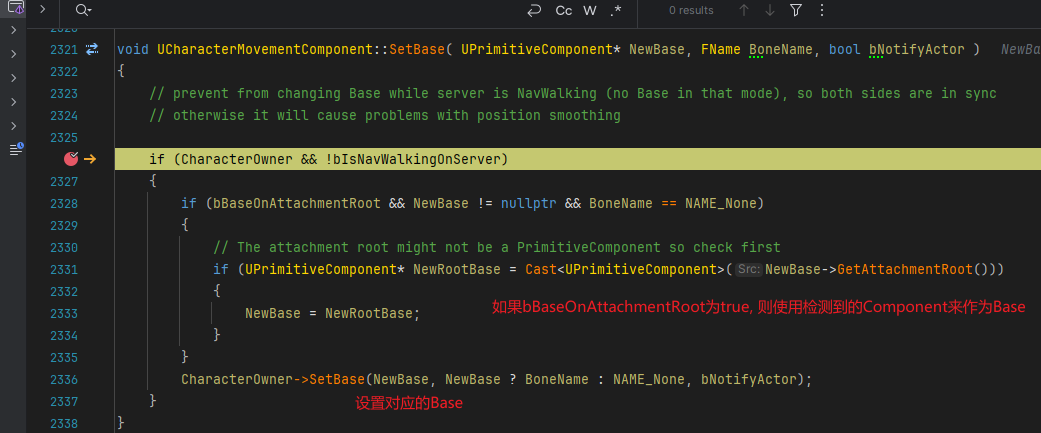 Cc W .* 0 results
2321 void UCharacterMovementComponent::SetBase( UPrimitiveComponent* NewBase, FName BoneName, bool bNotifyActor ) NewBa
2322 {
2323 // prevent from changing Base while server is NavWalking (no Base in that mode), so both sides are in sync
2324 // otherwise it will cause problems with position smoothing
2325
if (CharacterOwner && !bIsNavWalkingOnServer)
2327 {
2328 if (bBaseOnAttachmentRoot && NewBase != nullptr && BoneName == NAME_None)
2329 {
2330 // The attachment root might not be a PrimitiveComponent so check first
2331 if (UPrimitiveComponent* NewRootBase = Cast<UPrimitiveComponent>( Src: NewBase->GetAttachmentRoot()))
2332 {
如果bBaseOnAttachmentRoot为true, 则使用检测到的Component来作为Base
2333 NewBase = NewRootBase;
2334 }
2335 }
2336 CharacterOwner->SetBase(NewBase, NewBase ? BoneName : NAME_None, bNotifyActor);
2337 }
设置对应的Base
2338 }